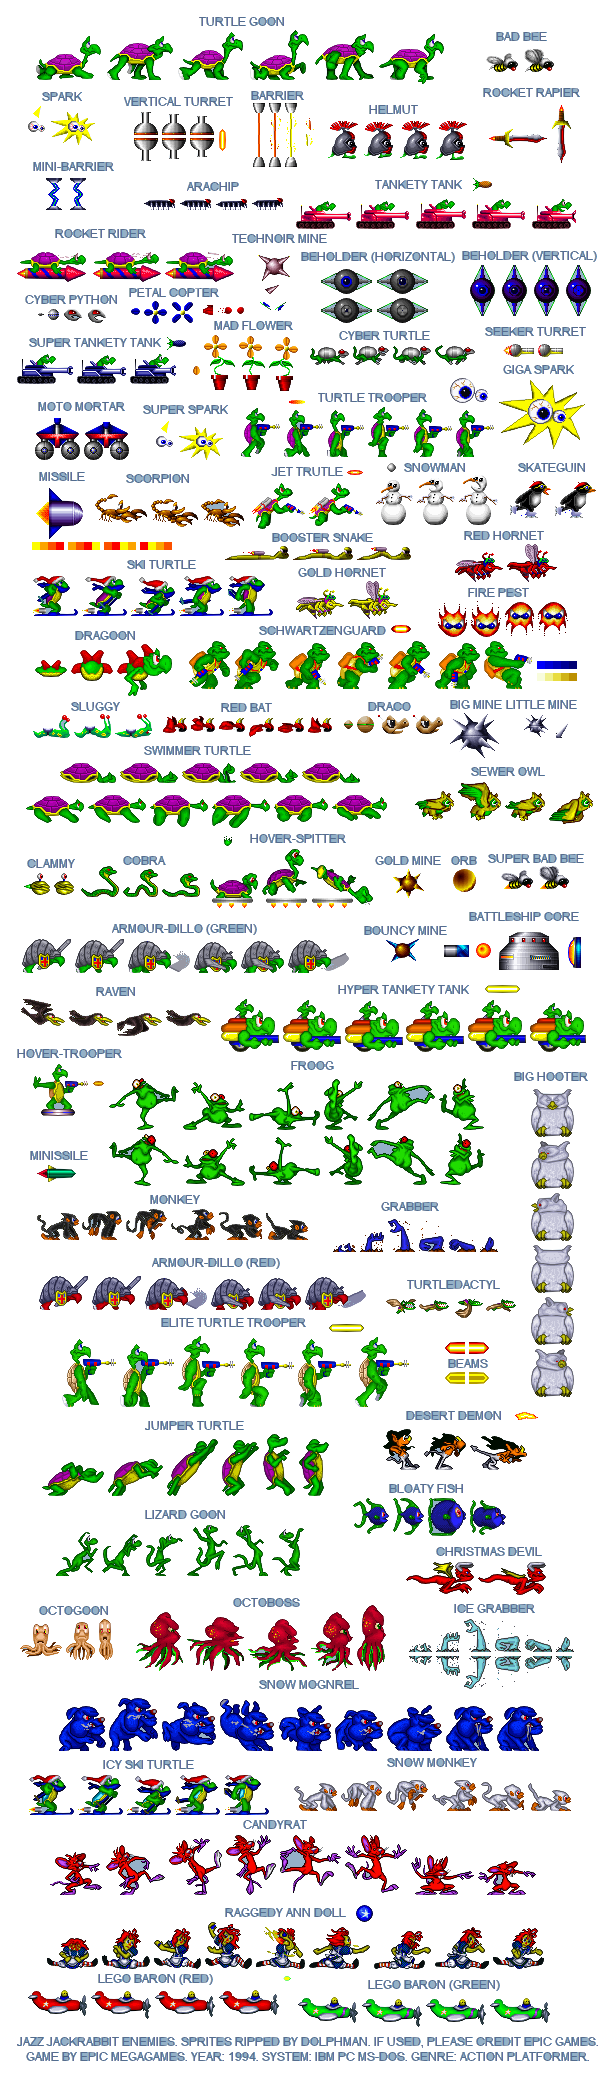 TURTLE GOON
BAD BEE
SPARK
VERTICAL TURRET
BARRIER
HELMUT
ROCKET RAPIER
MINI-BARRIER
ARACHIP
TANKETY TANK
ROCKET RIDER
TECHNOIR MINE
BEHOLDER (HORIZONTAL)
BEHOLDER (VERTICAL)
CYBER PYTHON
PETAL COPTER
MAD FLOWER
SUPER TANKETY TANK
CYBER TURTLE
SEEKER TURRET
GIGA SPARK
MOTO MORTAR
SUPER SPARK
TURTLE TROOPER
MISSILE
SCORPION
JET TRUTLE
SNOWMAN
SKATEGUIN
BOOSTER SNAKE
RED HORNET
SKI TURTLE
GOLD HORNET
FIRE PEST
DRAGOON
SCHWARTZENGUARD
SLUGGY
RED BAT
DRACO
BIG MINE LITTLE MINE
SWIMMER TURTLE
SEWER OWL
HOVER-SPITTER
CLAMMY
COBRA
GOLD MINE
ORB
SUPER BAD BEE
ARMOUR-DILLO (GREEN)
BOUNCY MINE
BATTLESHIP CORE
RAVEN
HYPER TANKETY TANK
HOVER-TROOPER
FROOG
BIG HOOTER
MINISSILE
MONKEY
GRABBER
ARMOUR-DILLO (RED)
TURTLEDACTYL
ELITE TURTLE TROOPER
BEAMS
JUMPER TURTLE
DESERT DEMON
BLOATY FISH
LIZARD GOON
CHRISTMAS DEVIL
OCTOGOON
OCTOBOSS
ICE GRABBER
SNOW MOGNREL
ICY SKI TURTLE
SNOW MONKEY
CANDYRAT
RAGGEDY ANN DOLL
LEGO BARON (RED)
LEGO BARON (GREEN)
JAZZ JACKRABBIT ENEMIES. SPRITES RIPPED BY DOLPHMAN. IF USED, PLEASE CREDIT EPIC GAMES.
GAME BY EPIC MEGAGAMES. YEAR: 1994. SYSTEM: IBM PC MS-DOS. GENRE: ACTION PLATFORMER.